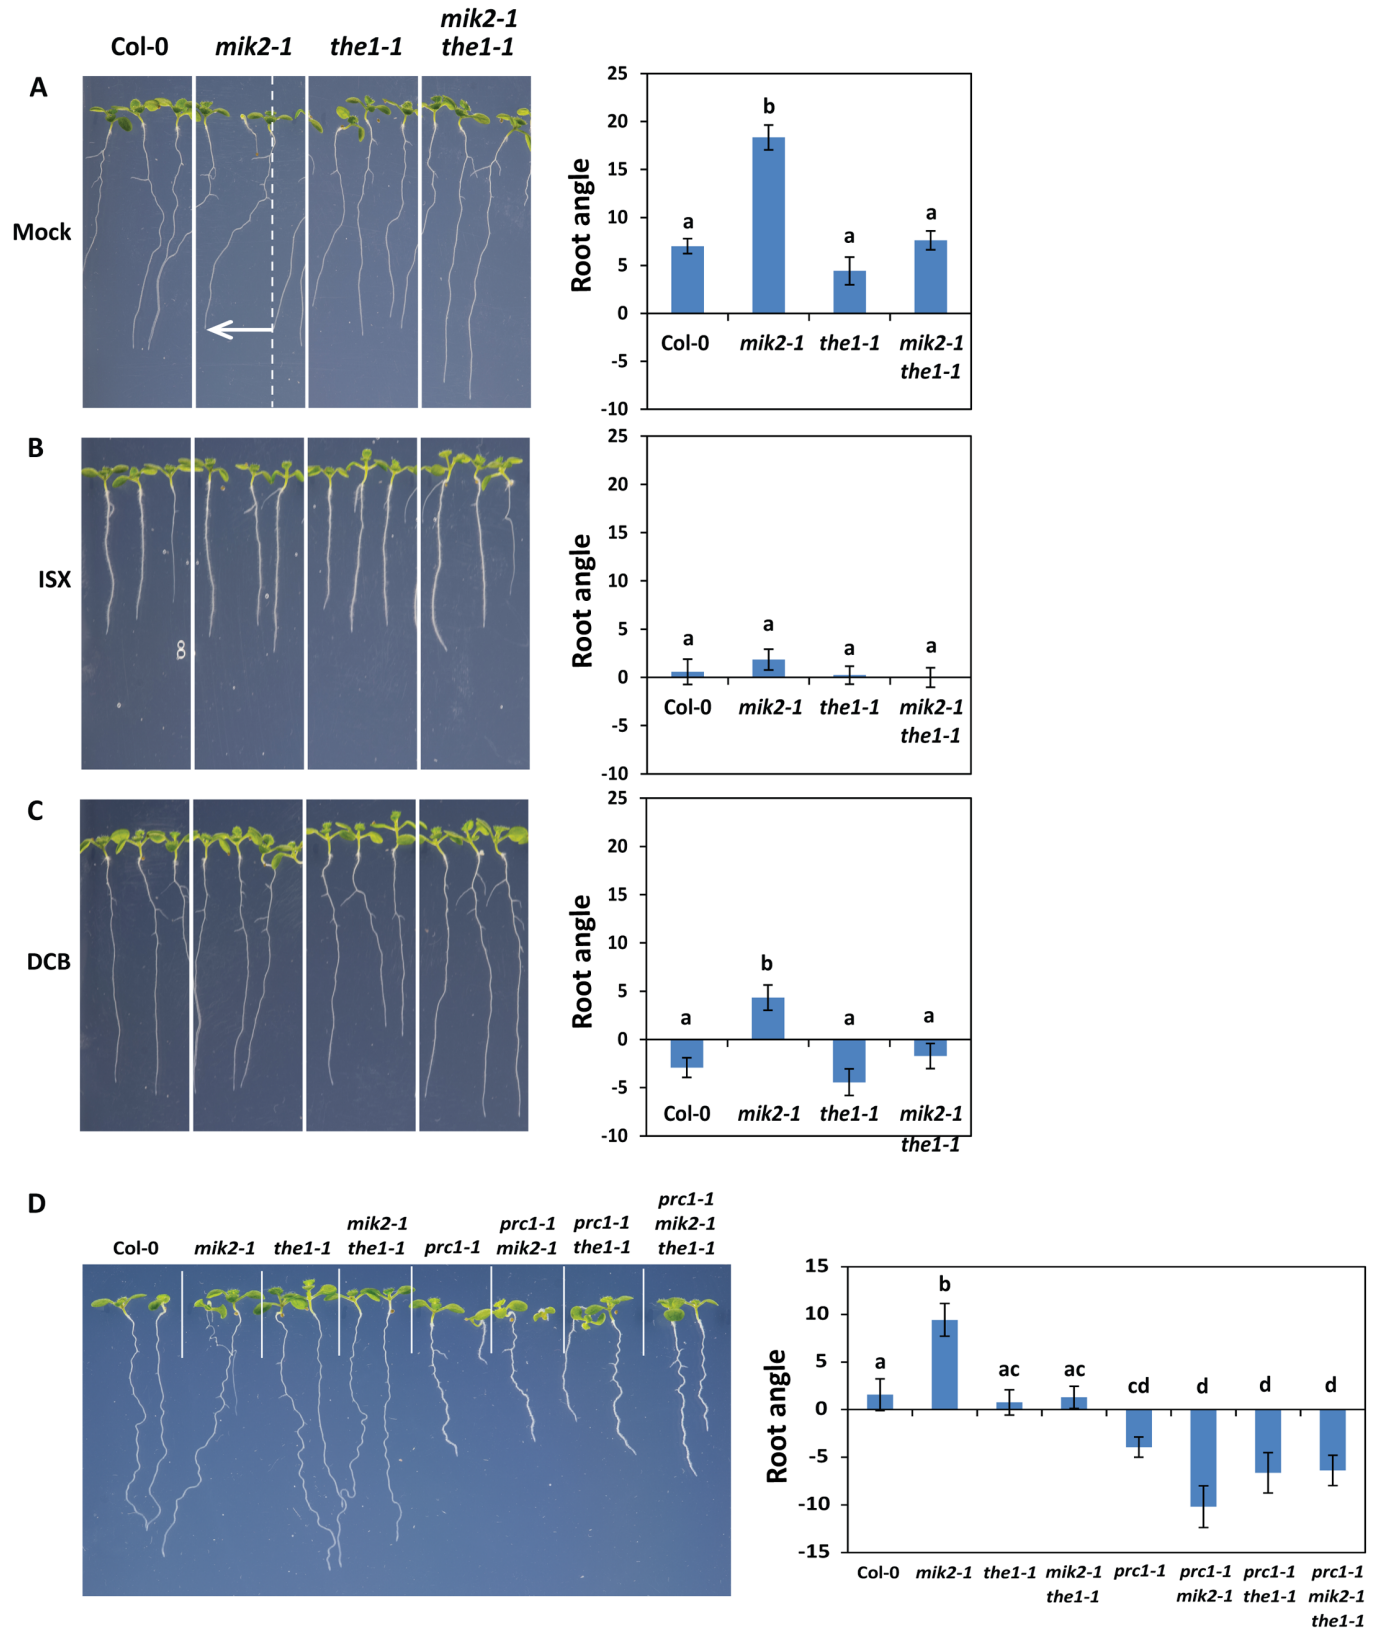 Col-0 mik2-1 the1-1 mik2-1
the1-1
A
Mock
Root angle
25
20
15
10
5
0
-5
-10
a b a a
Col-0 mik2-1 the1-1 mik2-1
the1-1
B
ISX
8
Root angle
25
20
15
10
5
0
-5
-10
a a a a
Col-0 mik2-1 the1-1 mik2-1
the1-1
C
DCB
Root angle
25
20
15
10
5
0
-5
-10
a b a a
Col-0 mik2-1 the1-1 mik2-1
the1-1
D
Col-0 mik2-1 the1-1 mik2-1
the1-1
prc1-1 prc1-1
mik2-1
prc1-1
the1-1
prc1-1
mik2-1
the1-1
Root angle
15
10
5
0
-5
-10
-15
a b ac ac cd d d d
Col-0 mik2-1 the1-1 mik2-1
the1-1
prc1-1 prc1-1
mik2-1
prc1-1
the1-1
prc1-1
mik2-1
the1-1